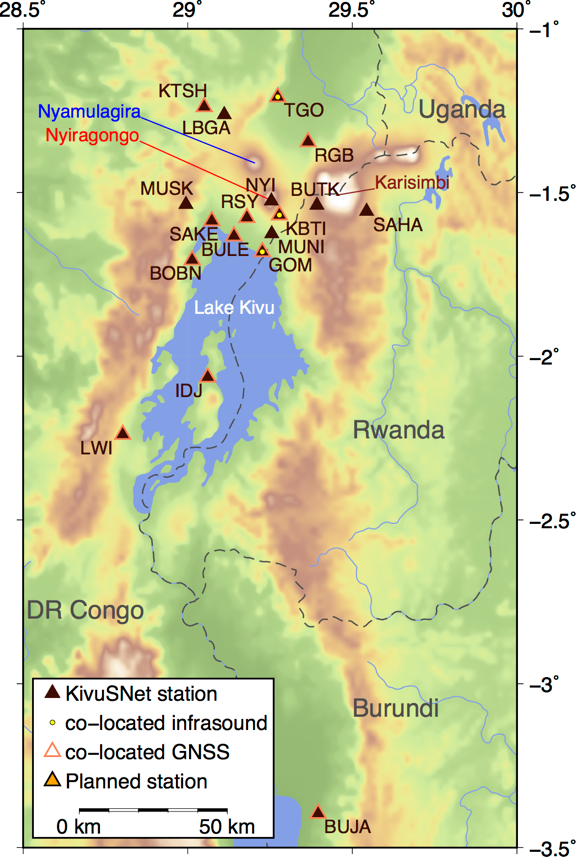 28.5˚ 29˚ 29.5˚ 30˚
−1˚
KTSH
TGO
LBGA
Uganda
Nyamulagira
Nyiragongo
RGB
−1.5˚
MUSK
NYI
BUTK
Karisimbi
RSY
SAKE
KBTI
SAHA
BULE
MUNI
BOBN
GOM
Lake Kivu
−2˚
IDJ
Rwanda
LWI
−2.5˚
DR Congo
−3˚
Burundi
KivuSNet station
co−located infrasound
co−located GNSS
Planned station
0 km 50 km
BUJA
−3.5˚